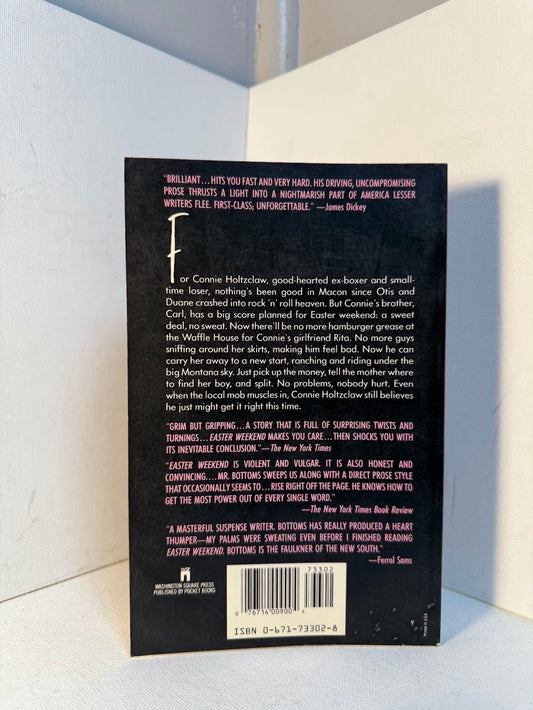 "BRILLIANT... HITS YOU FAST AND VERY HARD. HIS DRIVING, UNCOMPROMISING
PROSE THRUSTS A LIGHT INTO A NIGHTMARISH PART OF AMERICA LESSER
WRITERS FLEE. FIRST-CLASS; UNFORGETTABLE." —James Dickey
For Connie Holtzclaw, good-hearted ex-boxer and small-
time loser, nothing's been good in Macon since Otis and
Duane crashed into rock 'n' roll heaven. But Connie's brother,
Carl, has a big score planned for Easter weekend: a sweet
deal, no sweat. Now there'll be no more hamburger grease at
the Waffle House for Connie's girlfriend Rita. No more guys
sniffing around her skirts, making him feel bad. Now he can
carry her away to a new start, ranching and riding under the
big Montana sky. Just pick up the money, tell the mother where
to find her boy, and split. No problems, nobody hurt. Even
when the local mob muscles in, Connie Holtzclaw still believes
he just might get it right this time.
"GRIM BUT GRIPPING... A STORY THAT IS FULL OF SURPRISING TWISTS AND
TURNINGS... EASTER WEEKEND MAKES YOU CARE... THEN SHOCKS YOU WITH
ITS INEVITABLE CONCLUSION." —The New York Times
"EASTER WEEKEND IS VIOLENT AND VULGAR. IT IS ALSO HONEST AND
CONVINCING.... MR. BOTTOMS SWEEPS US ALONG WITH A DIRECT PROSE STYLE
THAT OCCASIONALLY SEEMS TO... RISE RIGHT OFF THE PAGE. HE KNOWS HOW TO
GET THE MOST POWER OUT OF EVERY SINGLE WORD."
—The New York Times Book Review
"A MASTERFUL SUSPENSE WRITER. BOTTOMS HAS REALLY PRODUCED A HEART
THUMPER—MY PALMS WERE SWEATING EVEN BEFORE I FINISHED READING
EASTER WEEKEND. BOTTOMS IS THE FAULKNER OF THE NEW SOUTH."
—Ferrol Sams
WASHINGTON SQUARE PRESS
PUBLISHED BY POCKET BOOKS
73302
0 76714 00900 4
ISBN 0-671-73302-8
Printed in U.S.A.